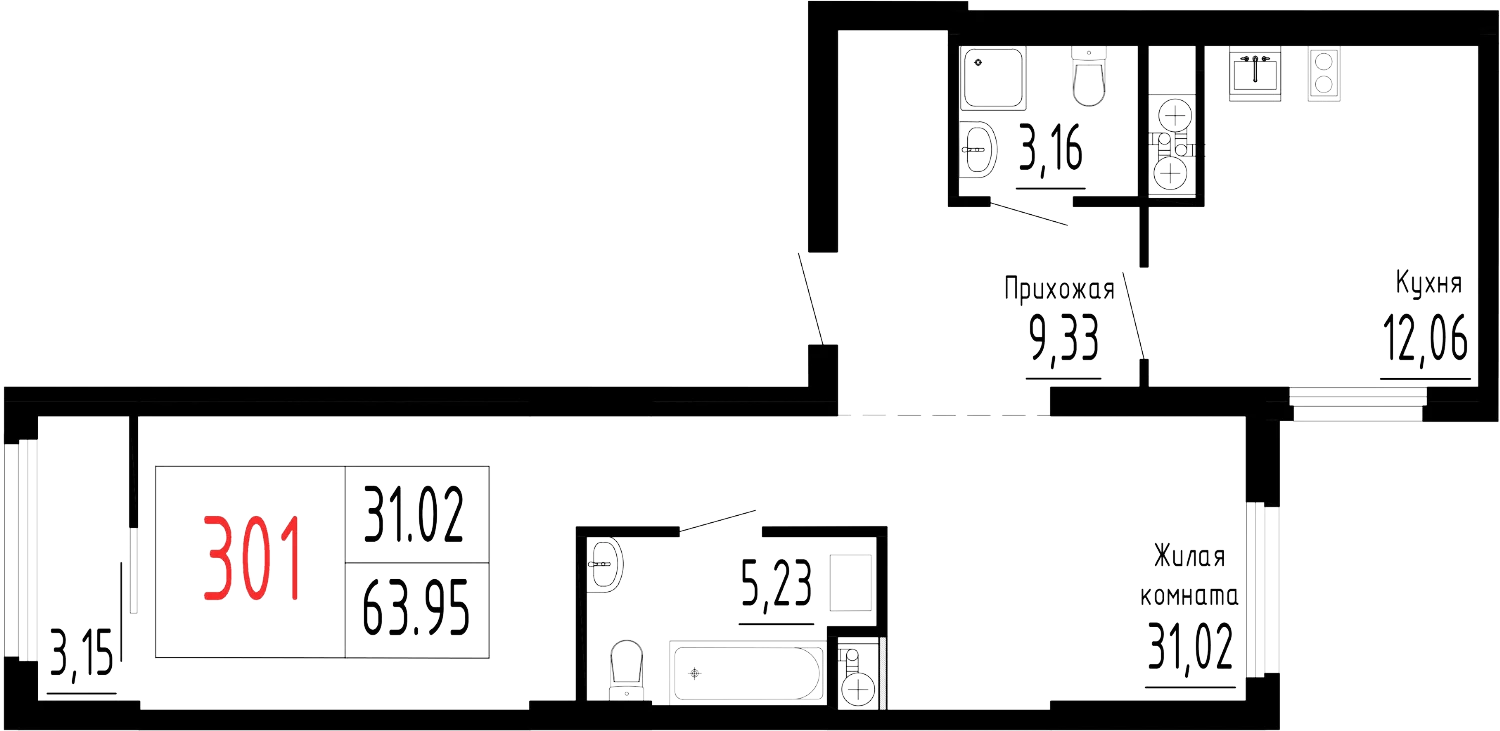 3,16
Прихожая
9,33
Кухня
12,06
301
31.02
63.95
3,15
5,23
Жилая
комната
31,02